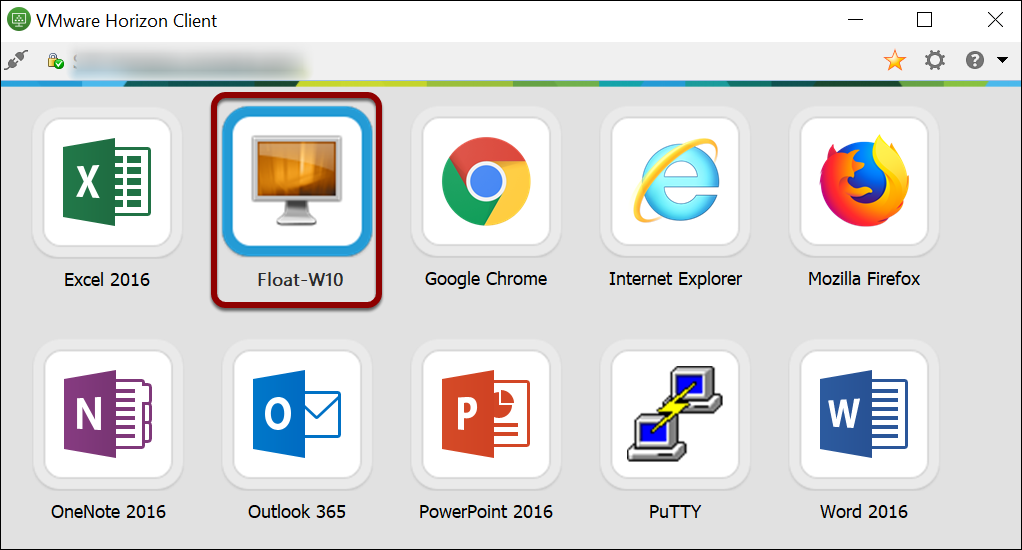 VMware Horizon Client
Excel 2016
Float-W10
Google Chrome
Internet Explorer
Mozilla Firefox
OneNote 2016
Outlook 365
PowerPoint 2016
PuTTY
Word 2016